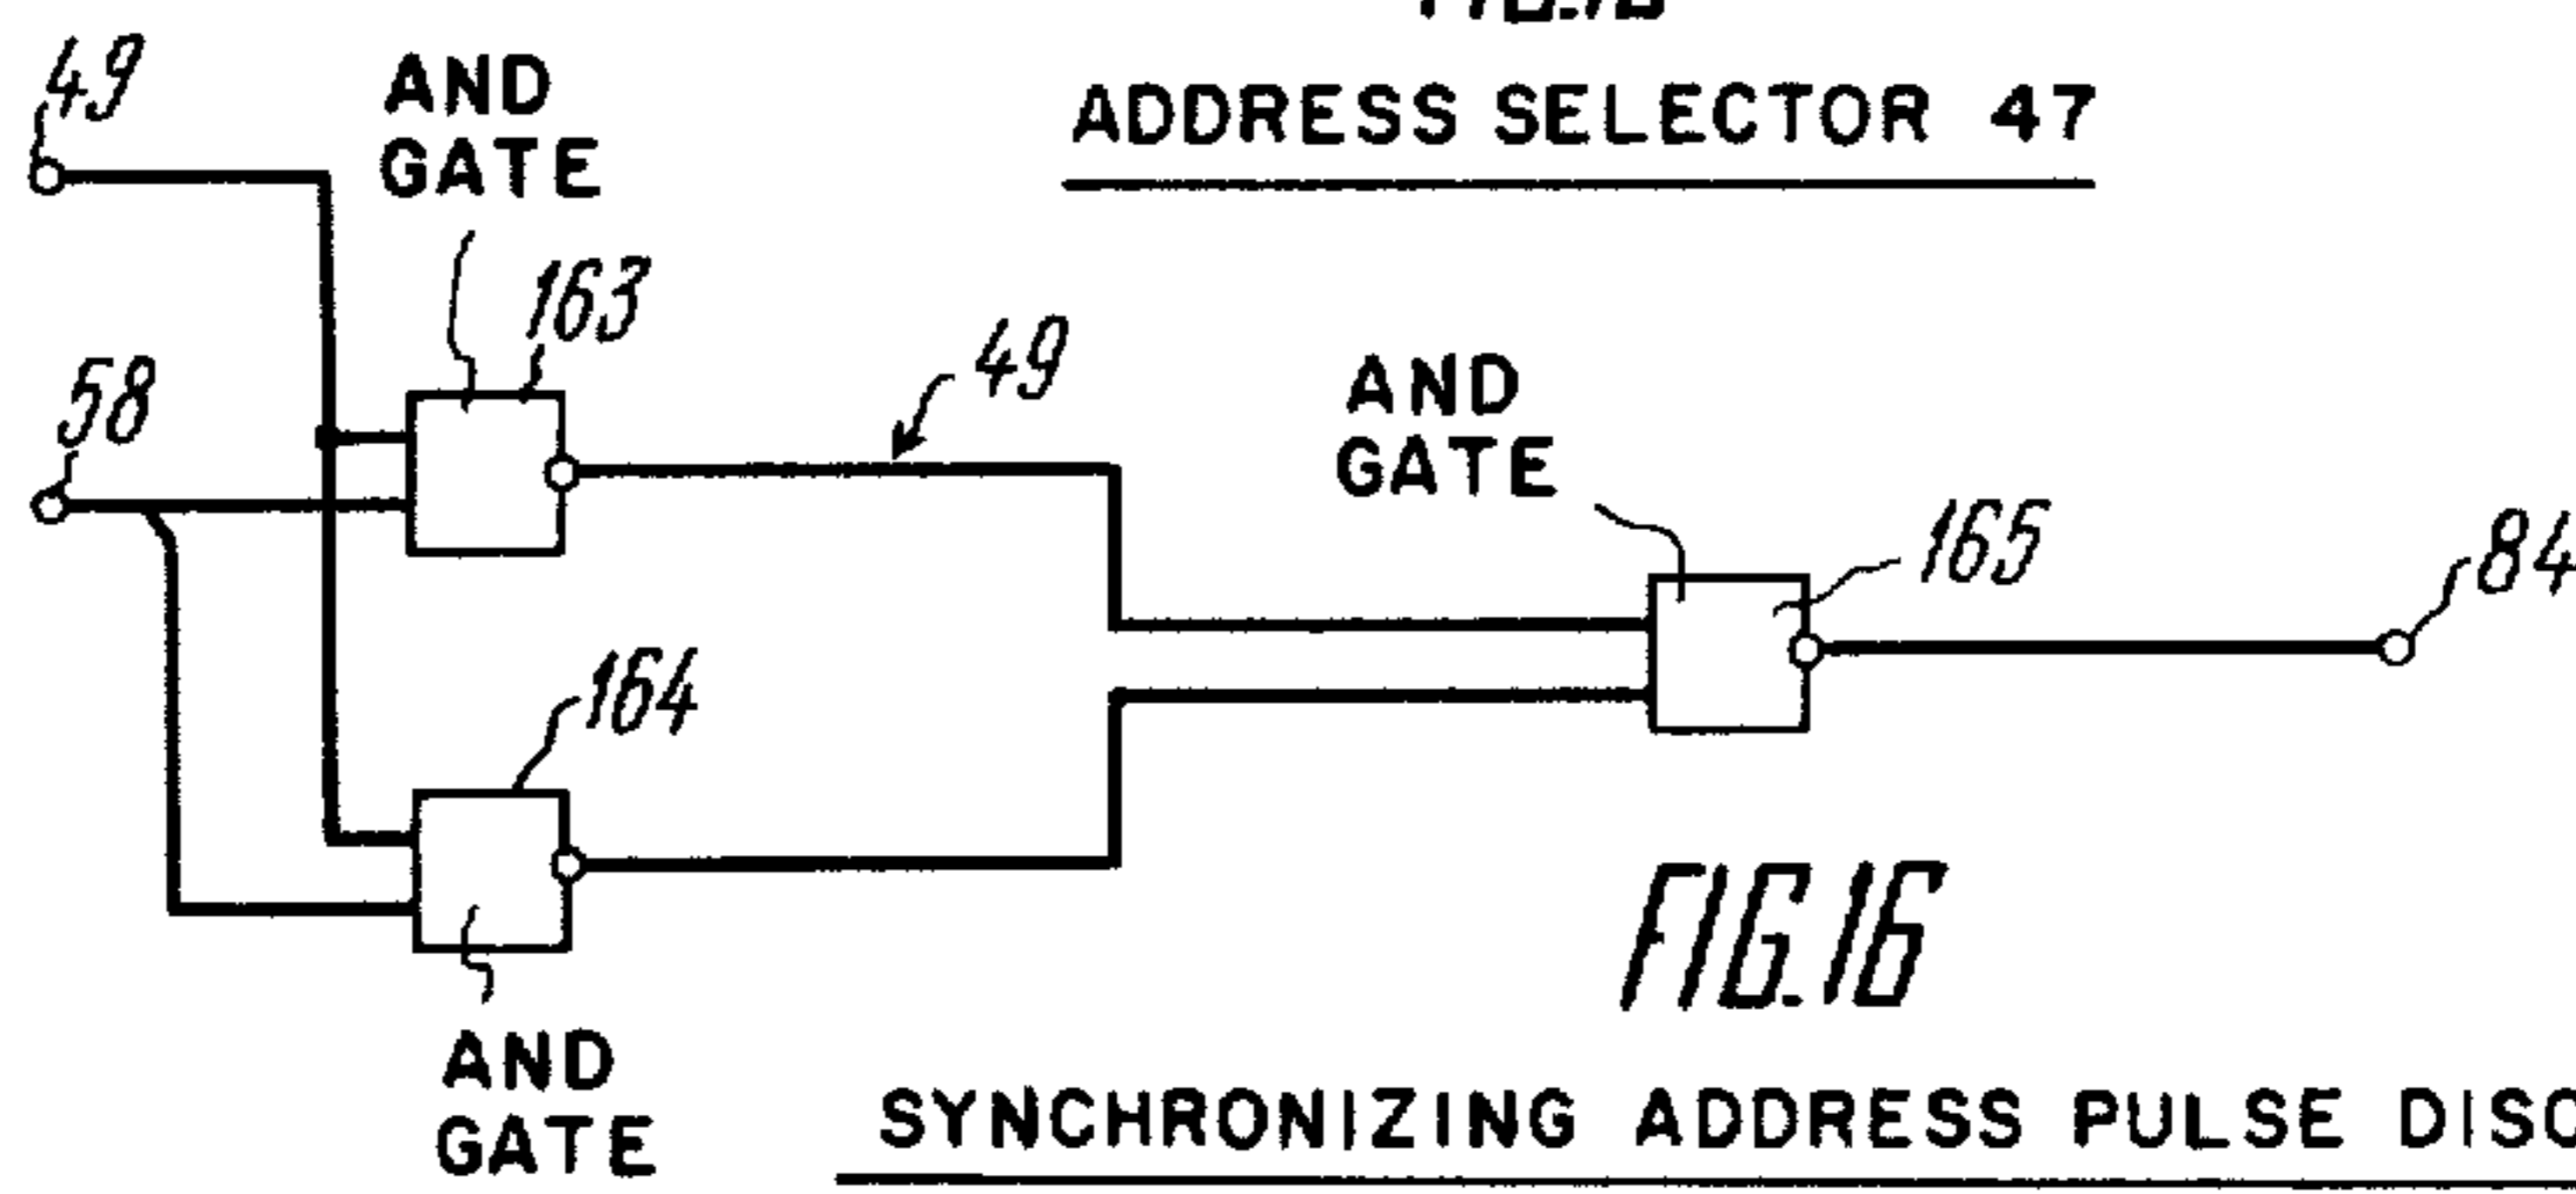 49
AND
GATE
ADDRESS SELECTOR 47
163
58
49
AND
GATE
165
84
164
FIG.16
AND
GATE
SYNCHRONIZING ADDRESS PULSE